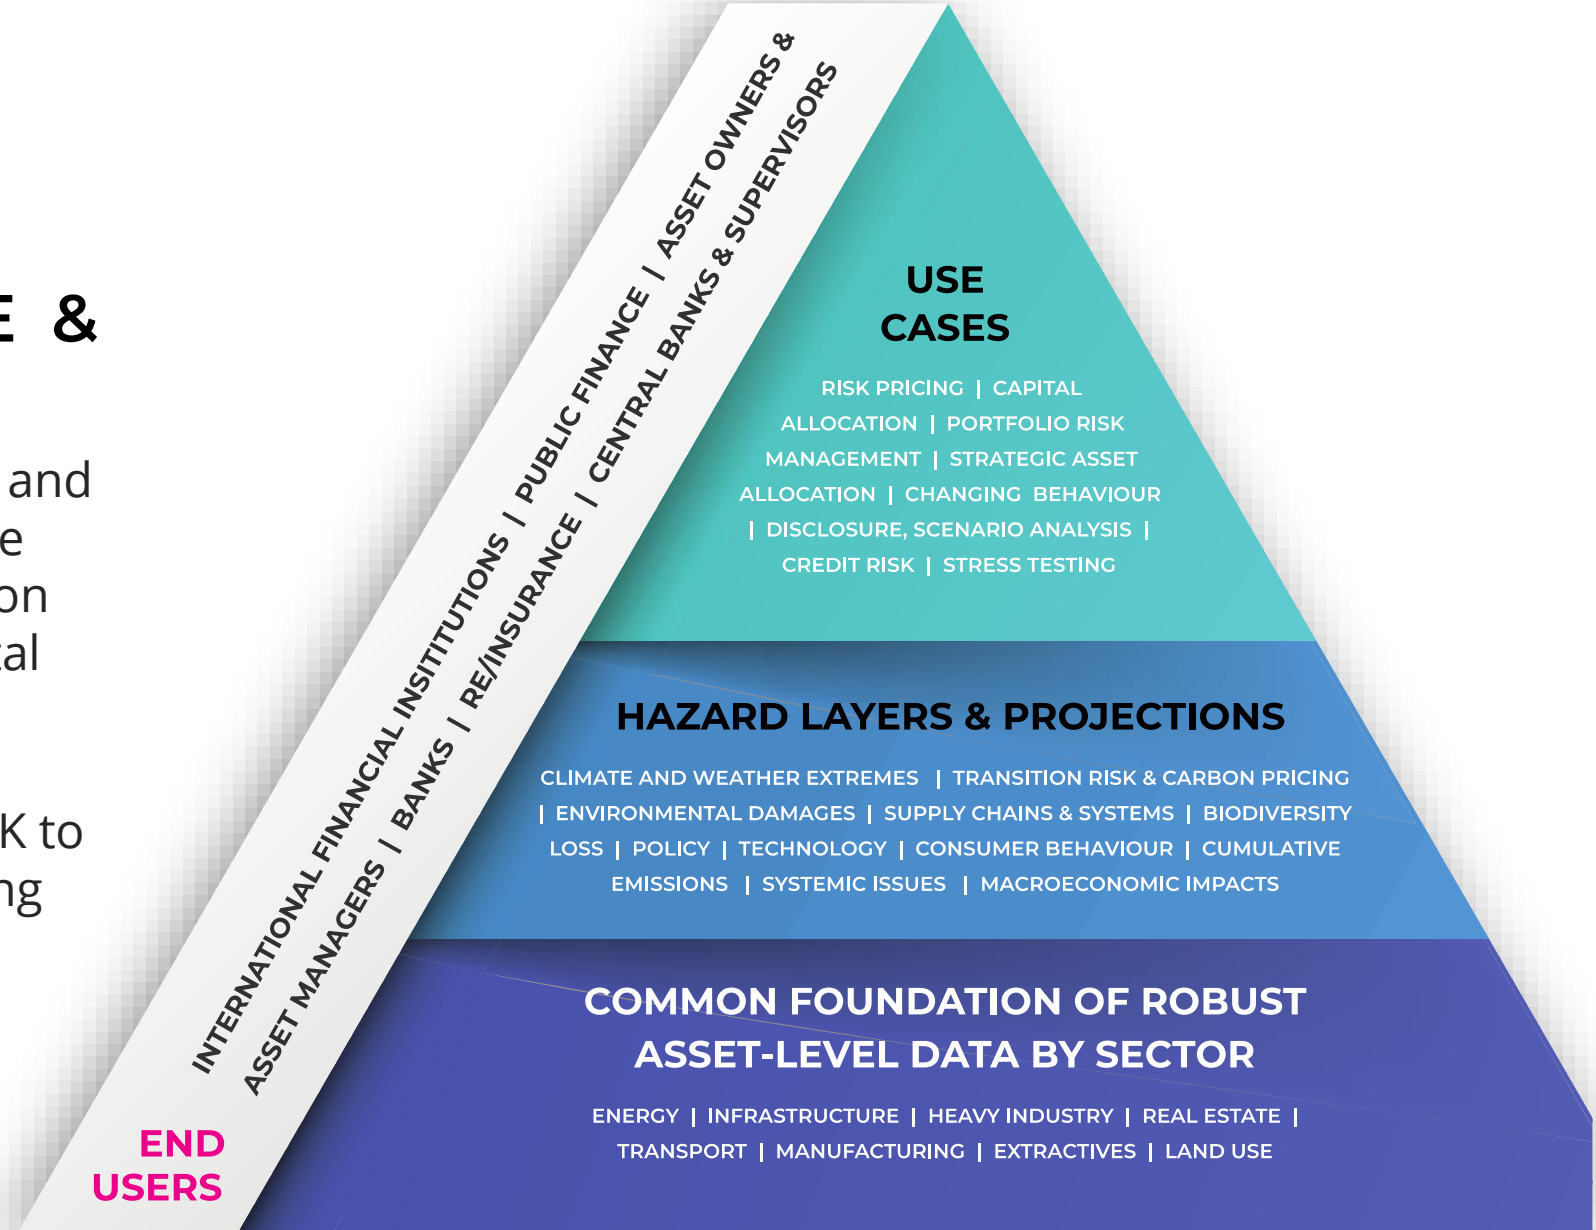 E &
and
e
on
tal
K to
ng
INTERNATIONAL FINANCIAL INSITITUTIONS | PUBLIC FINANCE | ASSET OWNERS &
ASSET MANAGERS | BANKS | RE/INSURANCE | CENTRAL BANKS & SUPERVISORS
END
USERS
USE
CASES
RISK PRICING | CAPITAL
ALLOCATION | PORTFOLIO RISK
MANAGEMENT | STRATEGIC ASSET
ALLOCATION | CHANGING BEHAVIOUR
| DISCLOSURE, SCENARIO ANALYSIS |
CREDIT RISK | STRESS TESTING
HAZARD LAYERS & PROJECTIONS
CLIMATE AND WEATHER EXTREMES | TRANSITION RISK & CARBON PRICING
| ENVIRONMENTAL DAMAGES | SUPPLY CHAINS & SYSTEMS | BIODIVERSITY
LOSS | POLICY | TECHNOLOGY | CONSUMER BEHAVIOUR | CUMULATIVE
EMISSIONS | SYSTEMIC ISSUES | MACROECONOMIC IMPACTS
COMMON FOUNDATION OF ROBUST
ASSET-LEVEL DATA BY SECTOR
ENERGY | INFRASTRUCTURE | HEAVY INDUSTRY | REAL ESTATE |
TRANSPORT | MANUFACTURING | EXTRACTIVES | LAND USE